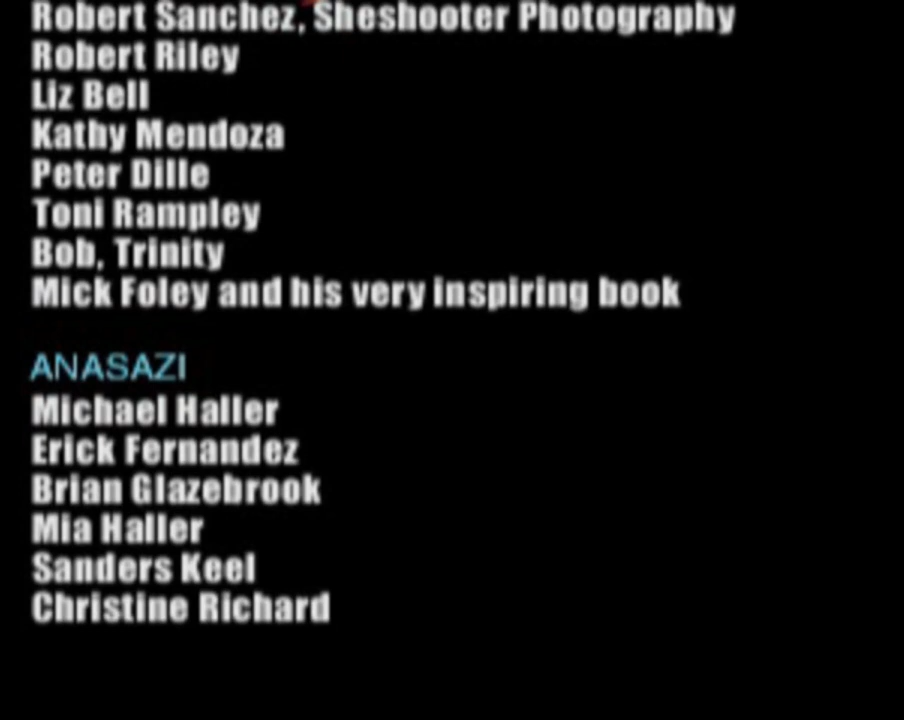 Robert Sanchez, Sheshooter Photography
Robert Riley
Liz Bell
Kathy Mendoza
Peter Dille
Toni Rampley
Bob, Trinity
Mick Foley and his very inspiring book
ANASAZI
Michael Haller
Erick Fernandez
Brian Glazebrook
Mia Haller
Sanders Keel
Christine Richard